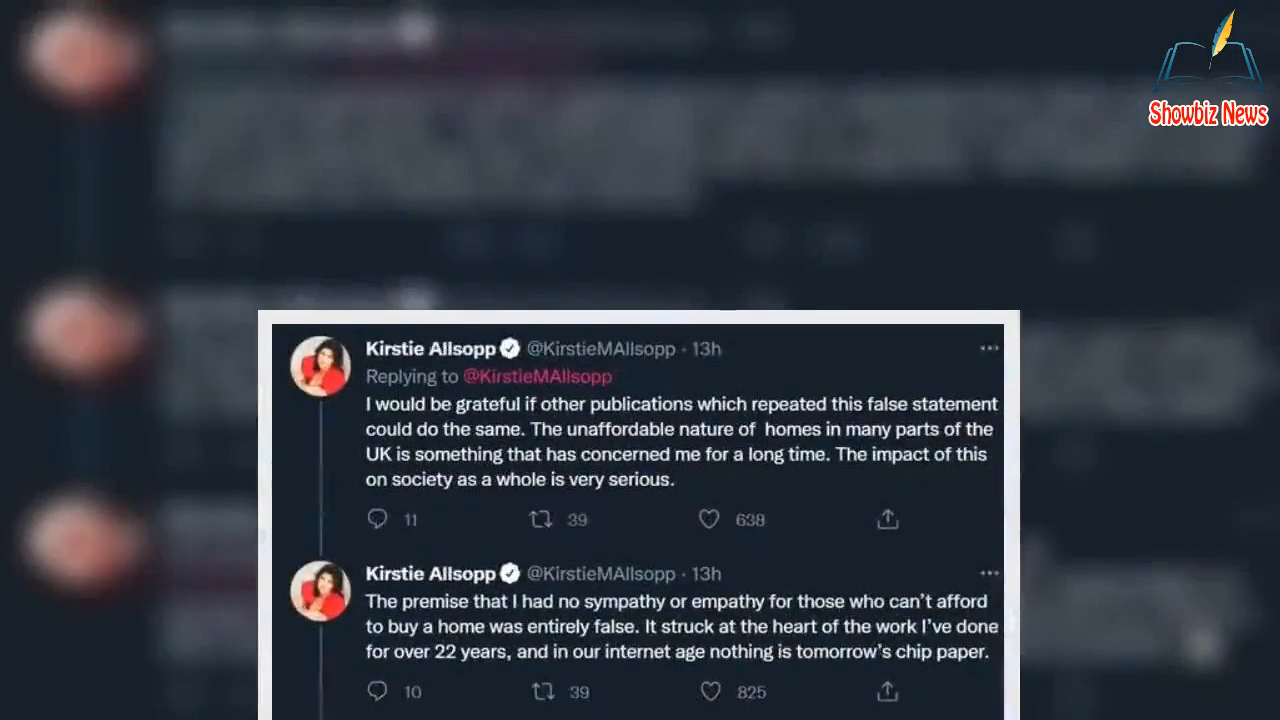 Showbiz News
Kirstie Allsopp @KirstieMAllsopp · 13h
Replying to @KirstieMAllsopp
I would be grateful if other publications which repeated this false statement
could do the same. The unaffordable nature of homes in many parts of the
UK is something that has concerned me for a long time. The impact of this
on society as a whole is very serious.
11 39 638
Kirstie Allsopp @KirstieMAllsopp · 13h
The premise that I had no sympathy or empathy for those who can't afford
to buy a home was entirely false. It struck at the heart of the work I've done
for over 22 years, and in our internet age nothing is tomorrow's chip paper.
10 39 825